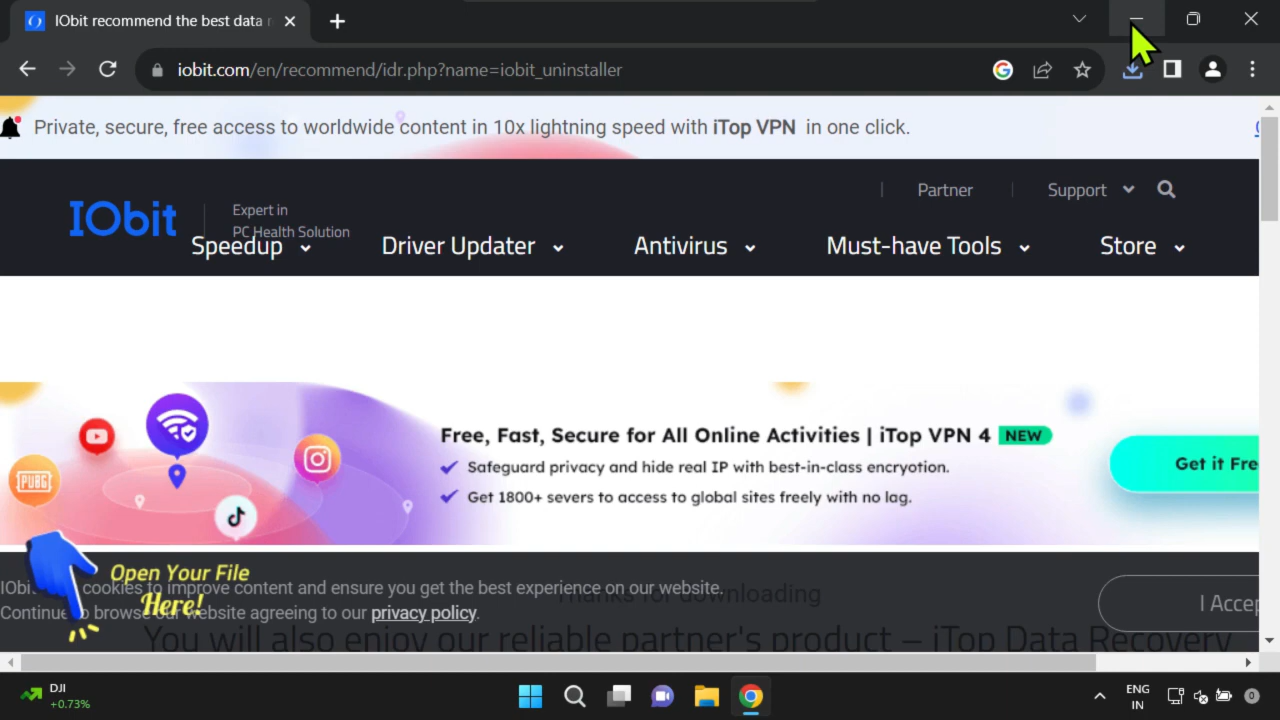 IObit recommend the best data
iobit.com/en/recommend/idr.php?name=iobit_uninstaller
Private, secure, free access to worldwide content in 10x lightning speed with iTop VPN in one click.
Partner
Support
IObit
Expert in
PC Health Solution
Speedup
Driver Updater
Antivirus
Must-have Tools
Store
Free, Fast, Secure for All Online Activities | iTop VPN 4 NEW
Safeguard privacy and hide real IP with best-in-class encryotion.
Get 1800+ severs to access to global sites freely with no lag.
Get it Fre
PUBG
Open Your File
Here!
IObi cookies to improve content and ensure you get the best experience on our website.
Continue to browse our website agreeing to our privacy policy.
I Accep
Thanks for downloading
You will also enjoy our reliable partner's product – iTop Data Recovery
DJI
+0.73%
ENG
IN
0